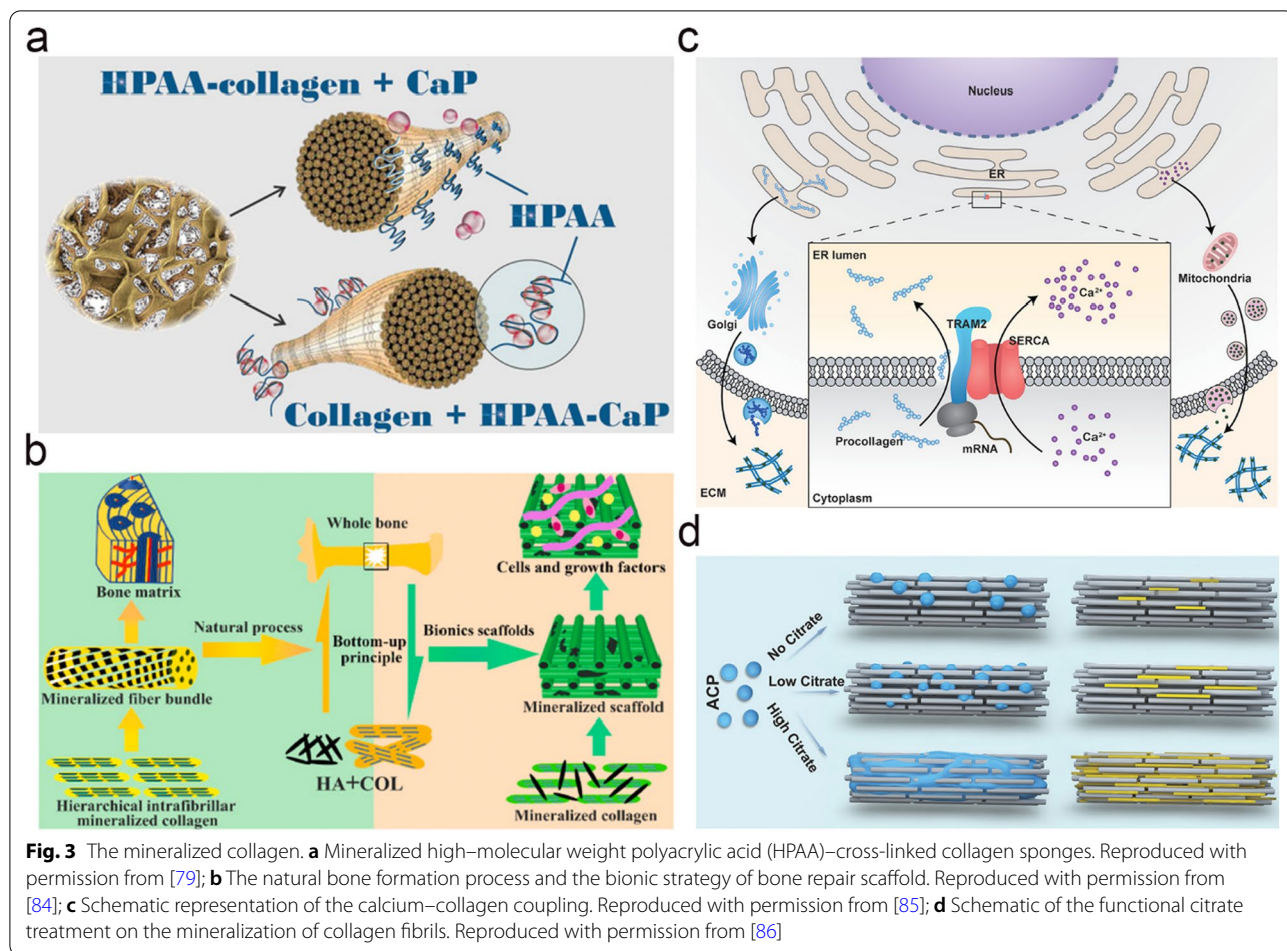 a
HPAA-collagen + CaP
HPAA
Collagen + HPAA-CaP
b
Whole bone
Bone matrix
Cells and growth factors
Natural process
Bottom-up
principle
Bionics scaffolds
Mineralized fiber bundle
Mineralized scaffold
HA+COL
Hierarchical intrafibrillar
mineralized collagen
Mineralized collagen
c
Nucleus
ER
ER lumen
Mitochondria
Golgi
TRAM2
Ca²⁺
SERCA
Procollagen
mRNA
Ca²⁺
ECM
Cytoplasm
d
ACP
No Citrate
Low Citrate
High Citrate
Fig. 3 The mineralized collagen. a Mineralized high–molecular weight polyacrylic acid (HPAA)–cross-linked collagen sponges. Reproduced with
permission from [79]; b The natural bone formation process and the bionic strategy of bone repair scaffold. Reproduced with permission from
[84]; c Schematic representation of the calcium–collagen coupling. Reproduced with permission from [85]; d Schematic of the functional citrate
treatment on the mineralization of collagen fibrils. Reproduced with permission from [86]